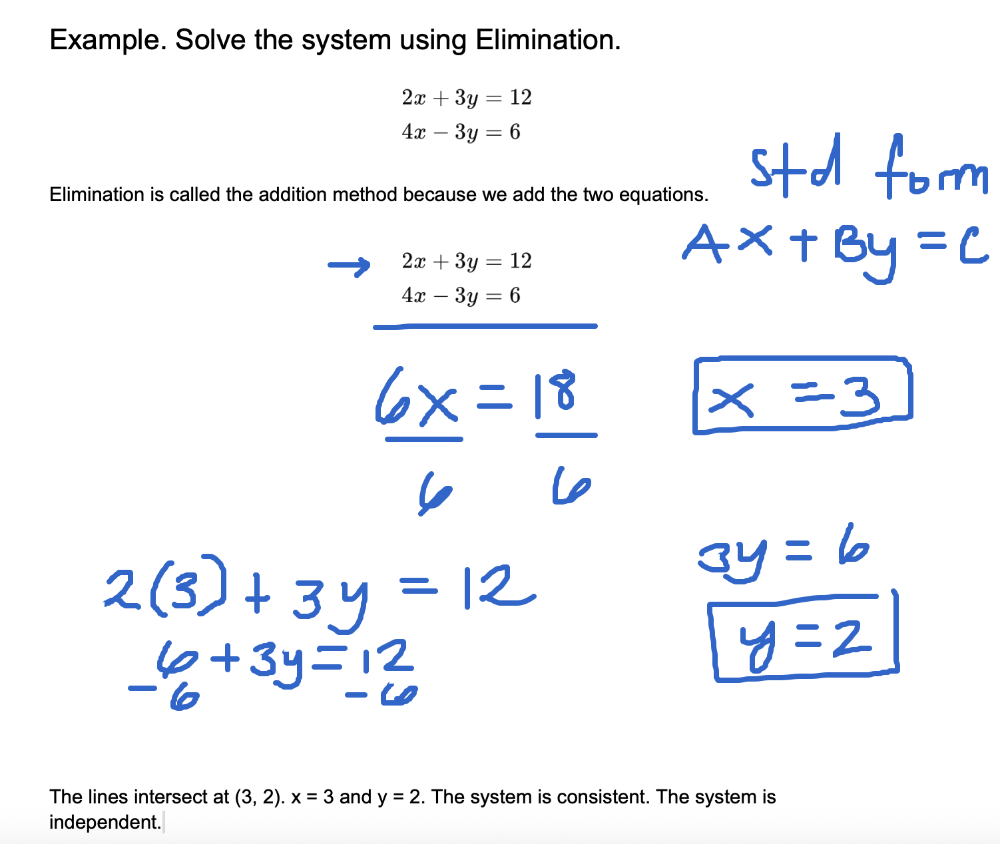 Example. Solve the system using Elimination.
2x + 3y = 12
4x − 3y = 6
std form
Elimination is called the addition method because we add the two equations.
Ax + By = C
→ 2x + 3y = 12
4x − 3y = 6
6x = 18
x = 3
6 6
3y = 6
2(3) + 3y = 12
y = 2
6 + 3y = 12
−6 −6
The lines intersect at (3, 2). x = 3 and y = 2. The system is consistent. The system is
independent.